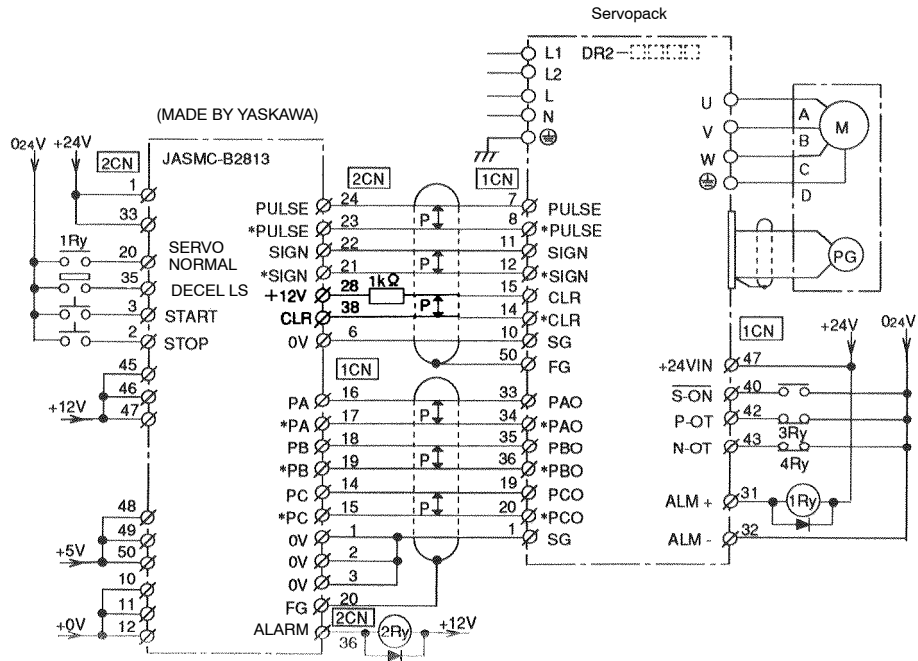 Servopack
L1
DR2
L2
L
N
U
V
W
A
B
C
D
M
PG
(MADE BY YASKAWA)
JASMC-B2813
024V +24V
2CN
1
33
1Ry
20 SERVO NORMAL
35 DECEL LS
3 START
2 STOP
45
46
+12V 47
48
49
+5V 50
10
11
+0V 12
2CN 1CN
PULSE 24 7 PULSE
*PULSE 23 P 8 *PULSE
SIGN 22 11 SIGN
*SIGN 21 P 12 *SIGN
+12V 28 1kΩ 15 CLR
CLR 38 P 14 *CLR
0V 6 10 SG
50 FG
1CN
PA 16 33 PAO
*PA 17 P 34 *PAO
PB 18 35 PBO
*PB 19 P 36 *PBO
PC 14 19 PCO
*PC 15 P 20 *PCO
0V 1 1 SG
0V 2
0V 3
FG 20
2CN
ALARM 36 2Ry +12V
1CN +24V 024V
+24VIN 47
S-ON 40
P-OT 42
3Ry
N-OT 43
4Ry
ALM + 31 1Ry
ALM - 32